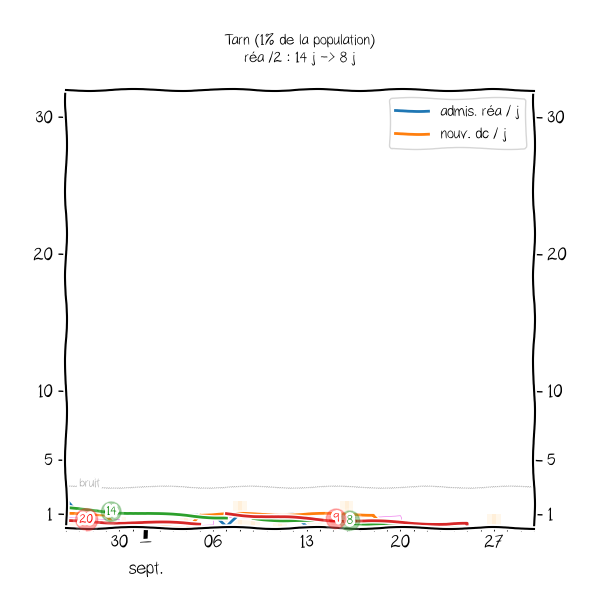 Tarn (1% de la population)
réa /2 : 14 j -> 8 j
admis. réa / j
nouv. dc / j
30 30
20 20
10 10
5 5
bruit
1 1
20 14 9 8
30 1 06 13 20 27
sept.